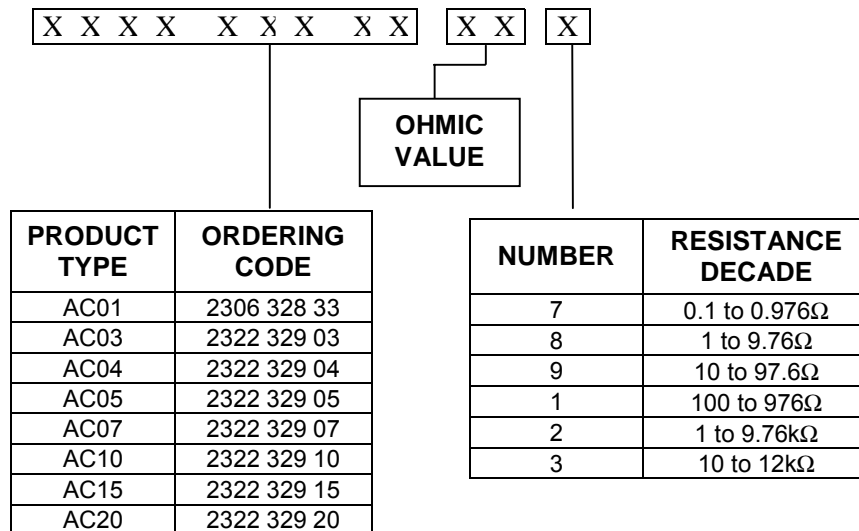 X X X X X X X X X X X X
OHMIC
VALUE
PRODUCT TYPE ORDERING CODE
AC01 2306 328 33
AC03 2322 329 03
AC04 2322 329 04
AC05 2322 329 05
AC07 2322 329 07
AC10 2322 329 10
AC15 2322 329 15
AC20 2322 329 20
NUMBER RESISTANCE DECADE
7 0.1 to 0.976Ω
8 1 to 9.76Ω
9 10 to 97.6Ω
1 100 to 976Ω
2 1 to 9.76kΩ
3 10 to 12kΩ